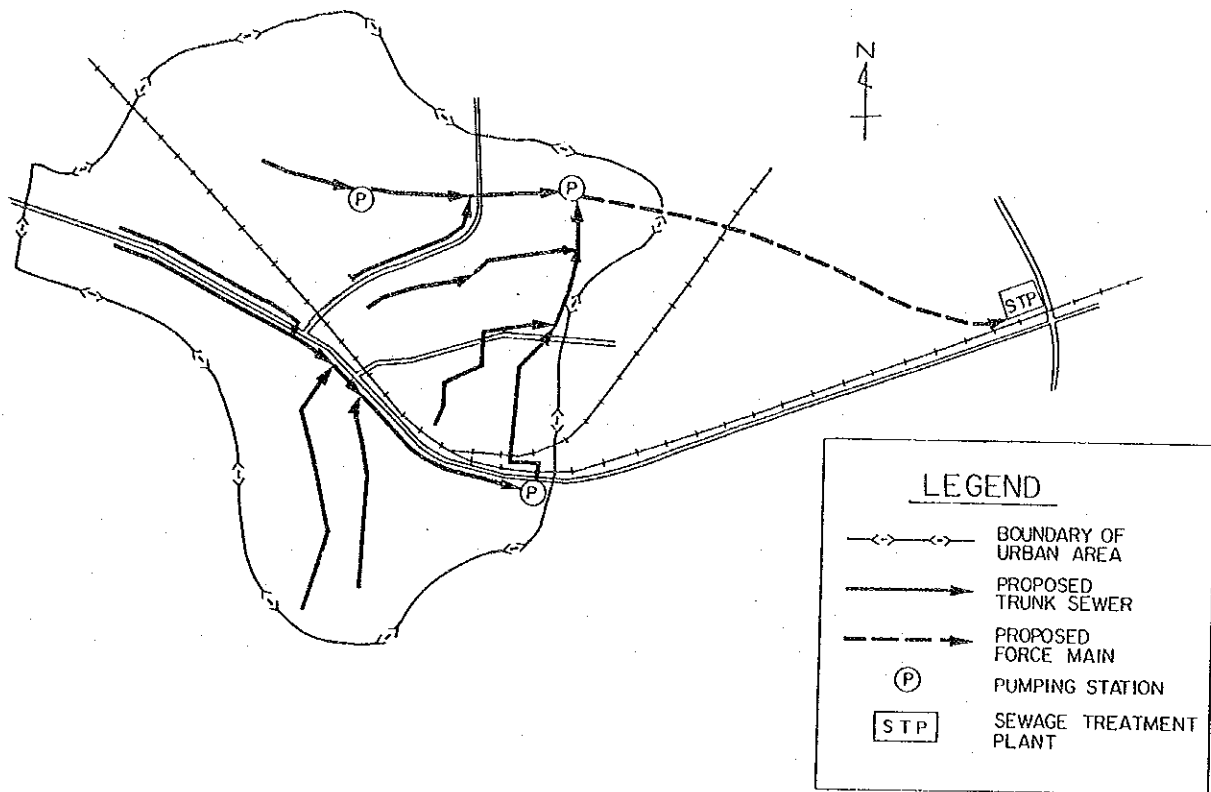 N
P
P
STP
P
LEGEND
BOUNDARY OF
URBAN AREA
PROPOSED
TRUNK SEWER
PROPOSED
FORCE MAIN
P
PUMPING STATION
STP
SEWAGE TREATMENT
PLANT